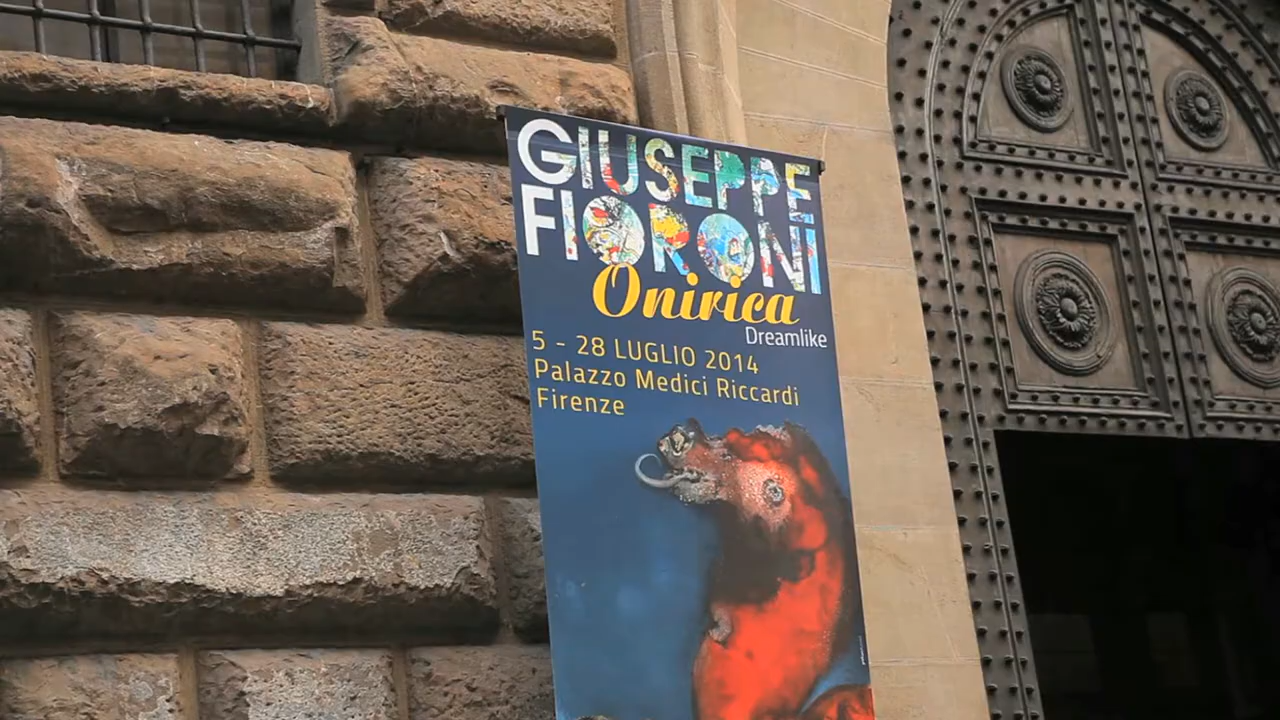 GIUSEPPE
FIORONI
Onirica
Dreamlike
5 - 28 LUGLIO 2014
Palazzo Medici Riccardi
Firenze